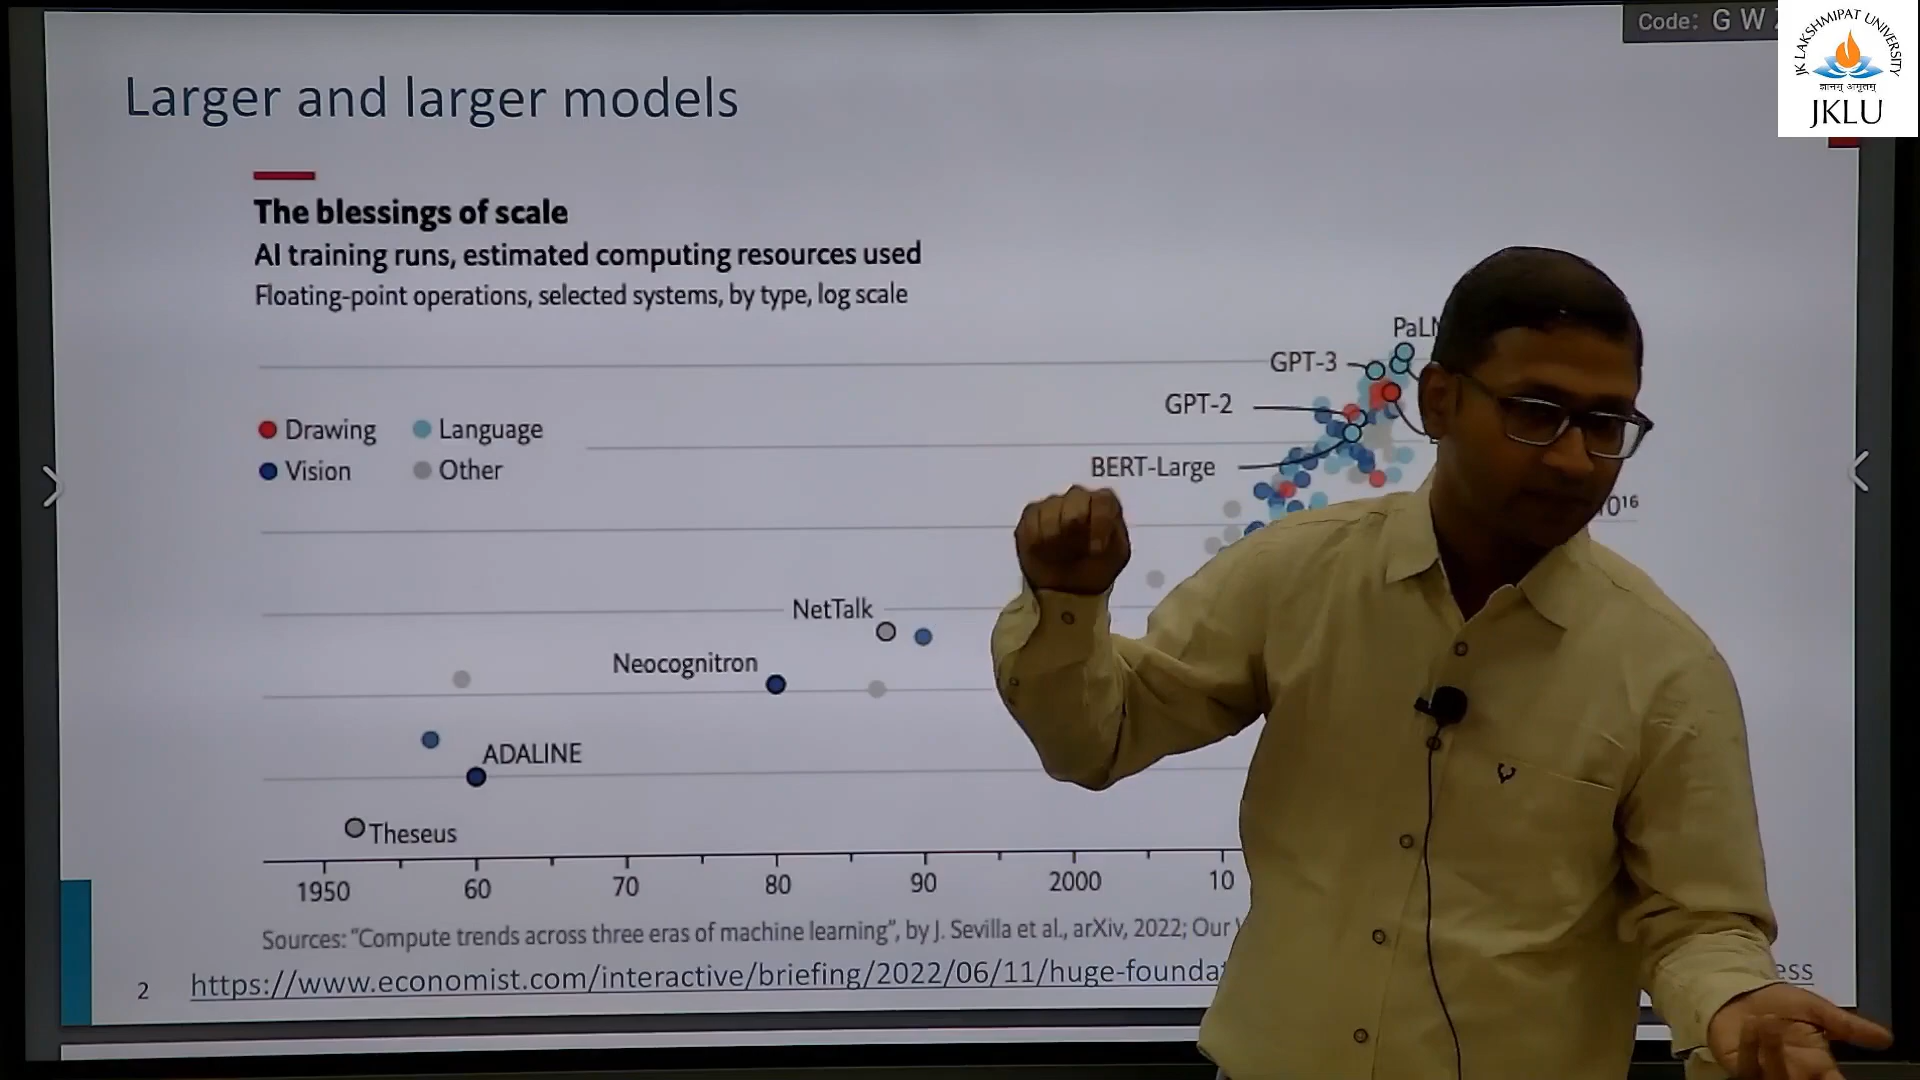 Code: G W
JK LAKSHMIPAT UNIVERSITY
ज्ञानम् अमृतम्
JKLU
Larger and larger models
The blessings of scale
AI training runs, estimated computing resources used
Floating-point operations, selected systems, by type, log scale
Drawing
Language
Vision
Other
GPT-3
GPT-2
BERT-Large
NetTalk
Neocognitron
ADALINE
Theseus
1950 60 70 80 90 2000 10
Sources: "Compute trends across three eras of machine learning", by J. Sevilla et al., arXiv, 2022; Our
2
https://www.economist.com/interactive/briefing/2022/06/11/huge-founda